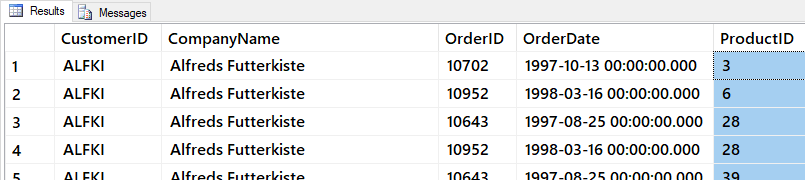 Results Messages
CustomerID CompanyName OrderID OrderDate ProductID
1 ALFKI Alfreds Futterkiste 10702 1997-10-13 00:00:00.000 3
2 ALFKI Alfreds Futterkiste 10952 1998-03-16 00:00:00.000 6
3 ALFKI Alfreds Futterkiste 10643 1997-08-25 00:00:00.000 28
4 ALFKI Alfreds Futterkiste 10952 1998-03-16 00:00:00.000 28
5 ALFKI Alfreds Futterkiste 10643 1997-08-25 00:00:00.000 39